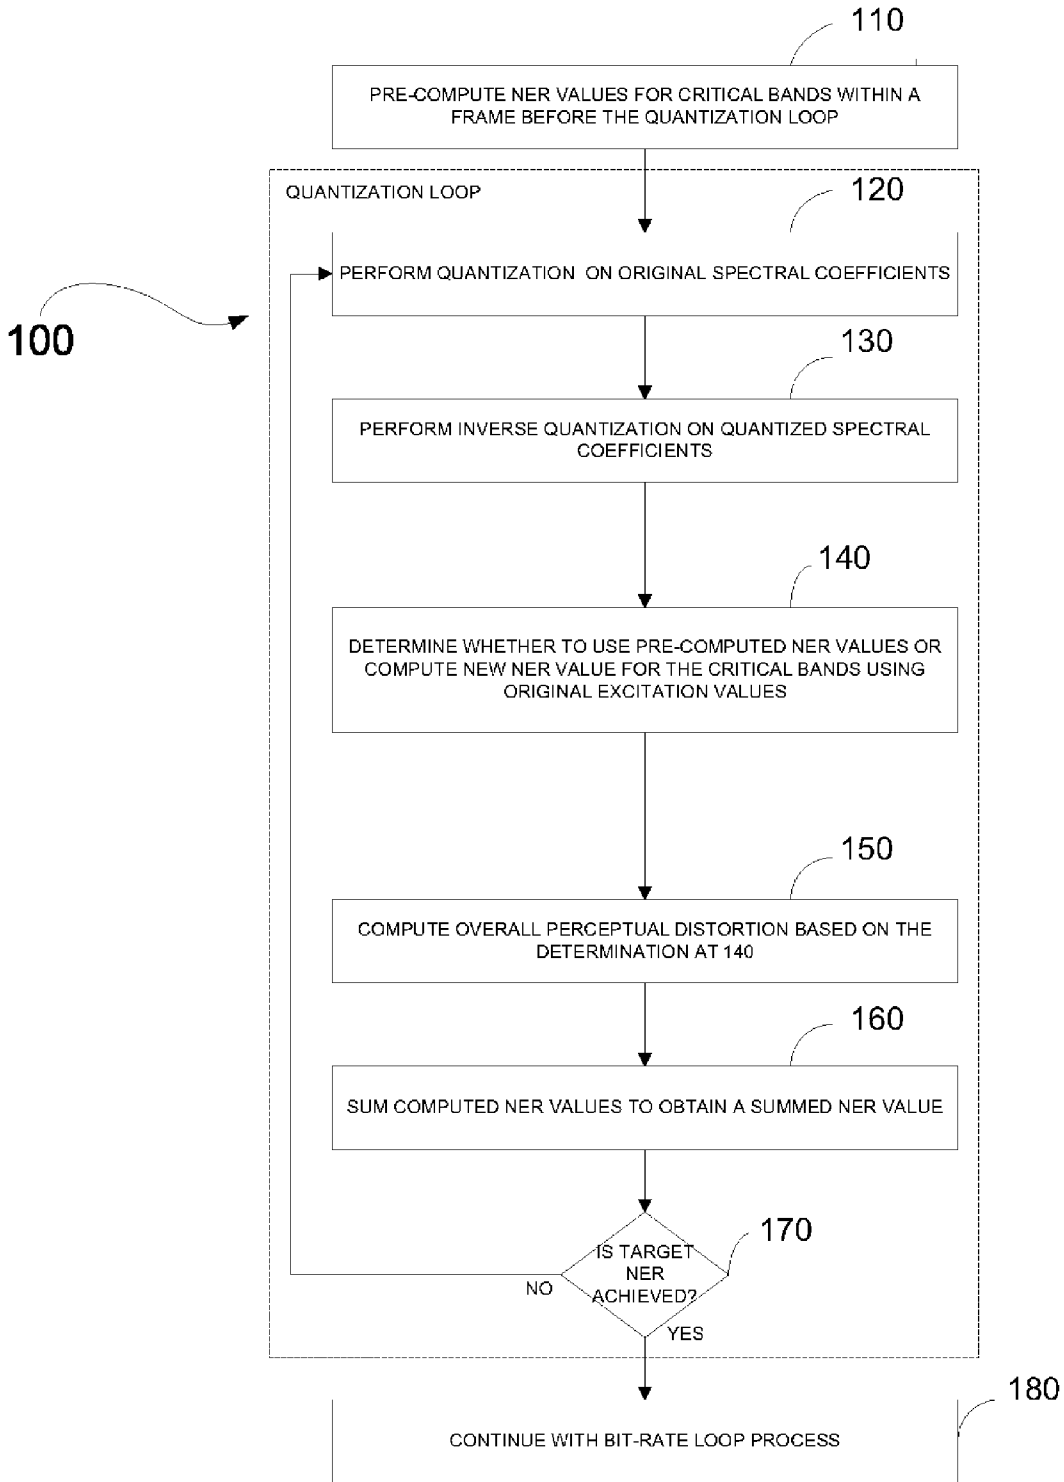 110
PRE-COMPUTE NER VALUES FOR CRITICAL BANDS WITHIN A
FRAME BEFORE THE QUANTIZATION LOOP
QUANTIZATION LOOP
120
PERFORM QUANTIZATION ON ORIGINAL SPECTRAL COEFFICIENTS
100
130
PERFORM INVERSE QUANTIZATION ON QUANTIZED SPECTRAL
COEFFICIENTS
140
DETERMINE WHETHER TO USE PRE-COMPUTED NER VALUES OR
COMPUTE NEW NER VALUE FOR THE CRITICAL BANDS USING
ORIGINAL EXCITATION VALUES
150
COMPUTE OVERALL PERCEPTUAL DISTORTION BASED ON THE
DETERMINATION AT 140
160
SUM COMPUTED NER VALUES TO OBTAIN A SUMMED NER VALUE
170
IS TARGET
NER
ACHIEVED?
NO
YES
180
CONTINUE WITH BIT-RATE LOOP PROCESS